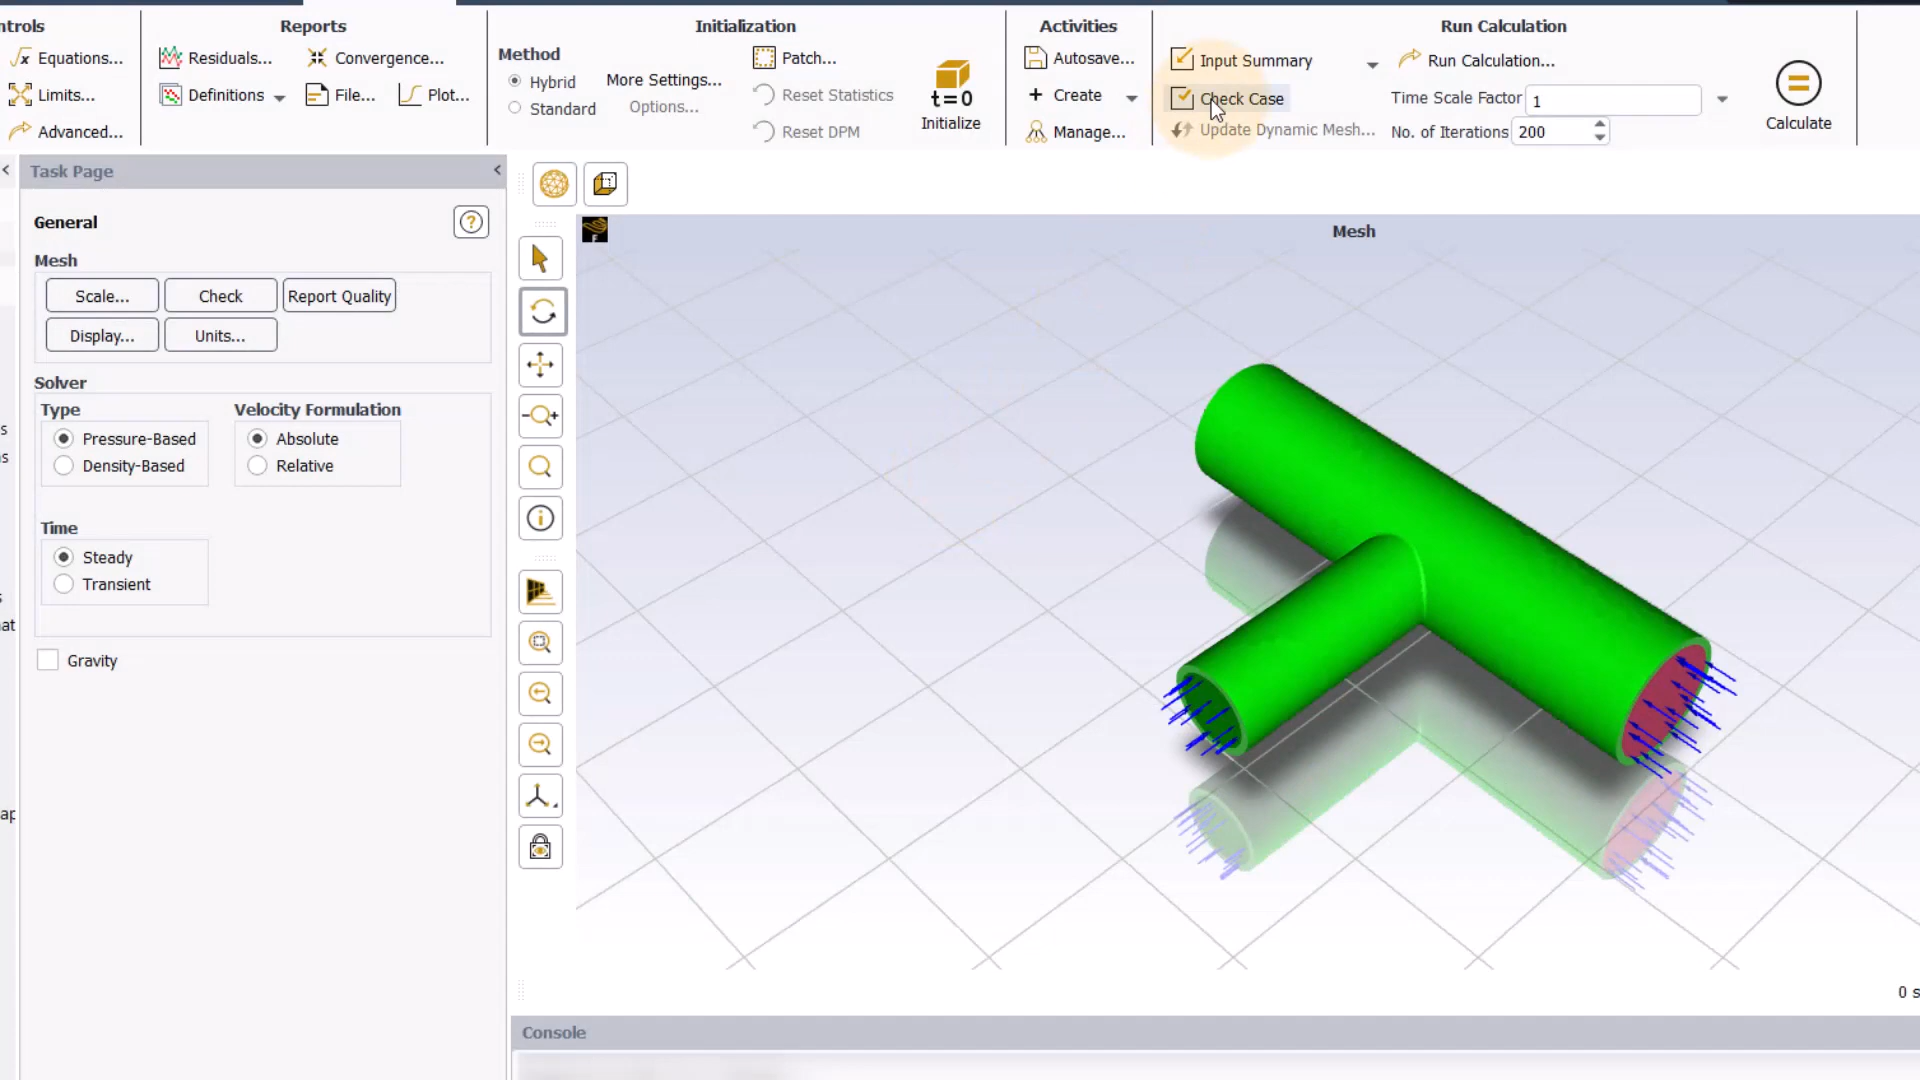 ntrols
Equations...
Limits...
Advanced...
Reports
Residuals...
Convergence...
Definitions
File...
Plot...
Initialization
Method
Hybrid
Standard
More Settings...
Options...
Patch...
Reset Statistics
Reset DPM
t=0
Initialize
Activities
Autosave...
+ Create
Manage...
Run Calculation
Input Summary
Check Case
Update Dynamic Mesh...
Run Calculation...
Time Scale Factor 1
No. of Iterations 200
Calculate
Task Page
General
Mesh
Scale...
Check
Report Quality
Display...
Units...
Solver
Type
Velocity Formulation
Pressure-Based
Absolute
Density-Based
Relative
Time
Steady
Transient
Gravity
s
s
s
at
ap
Mesh
0 s
Console